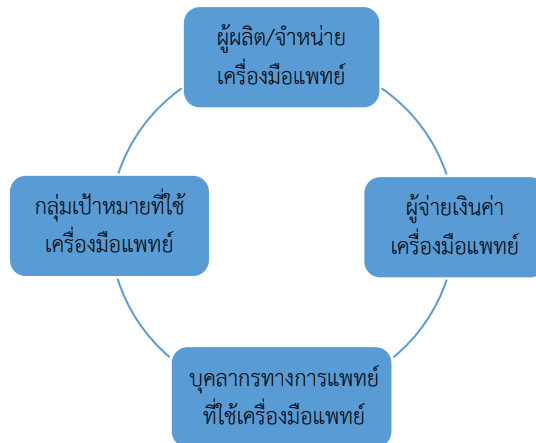 ผู้ผลิต/จำหน่าย
เครื่องมือแพทย์
กลุ่มเป้าหมายที่ใช้
เครื่องมือแพทย์
ผู้จ่ายเงินค่า
เครื่องมือแพทย์
บุคลากรทางการแพทย์
ที่ใช้เครื่องมือแพทย์